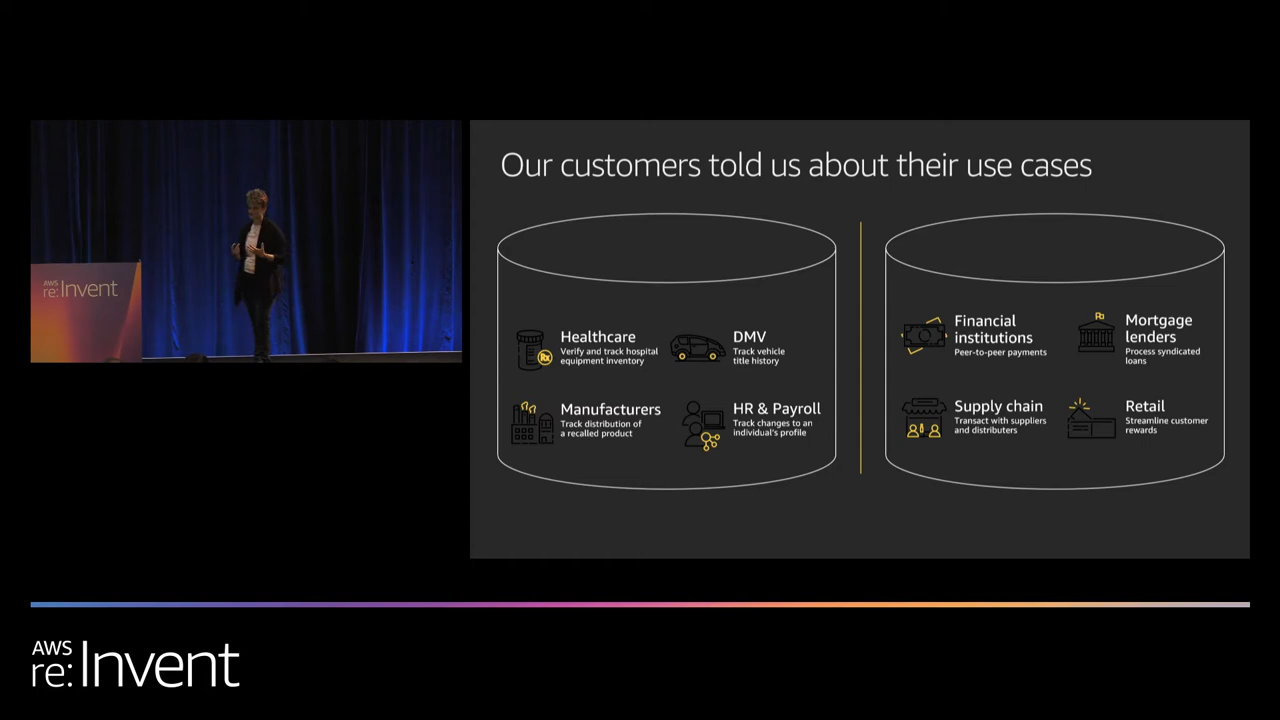 AWS
re:Invent
Our customers told us about their use cases
Healthcare
Verify and track hospital
equipment inventory
Rx
DMV
Track vehicle
title history
Manufacturers
Track distribution of
a recalled product
HR & Payroll
Track changes to an
individual's profile
Financial
institutions
Peer-to-peer payments
Mortgage
lenders
Process syndicated
loans
Supply chain
Transact with suppliers
and distributers
Retail
Streamline customer
rewards
AWS
re:Invent